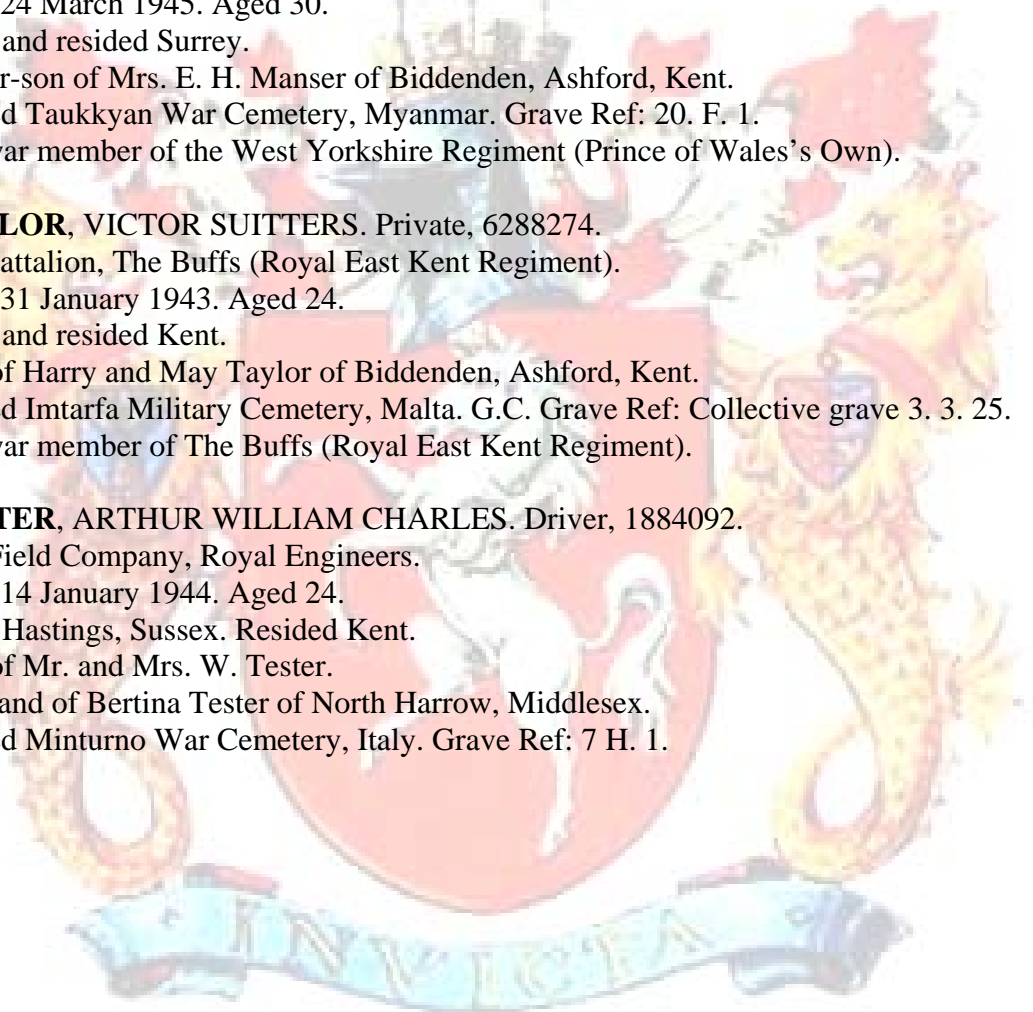 24 March 1945. Aged 30.
and resided Surrey.
r-son of Mrs. E. H. Manser of Biddenden, Ashford, Kent.
d Taukkyan War Cemetery, Myanmar. Grave Ref: 20. F. 1.
var member of the West Yorkshire Regiment (Prince of Wales’s Own).
LOR, VICTOR SUITTERS. Private, 6288274.
attalion, The Buffs (Royal East Kent Regiment).
31 January 1943. Aged 24.
and resided Kent.
of Harry and May Taylor of Biddenden, Ashford, Kent.
d Imtarfa Military Cemetery, Malta. G.C. Grave Ref: Collective grave 3. 3. 25.
var member of The Buffs (Royal East Kent Regiment).
TER, ARTHUR WILLIAM CHARLES. Driver, 1884092.
Field Company, Royal Engineers.
14 January 1944. Aged 24.
Hastings, Sussex. Resided Kent.
of Mr. and Mrs. W. Tester.
and of Bertina Tester of North Harrow, Middlesex.
d Minturno War Cemetery, Italy. Grave Ref: 7 H. 1.
INVICTA